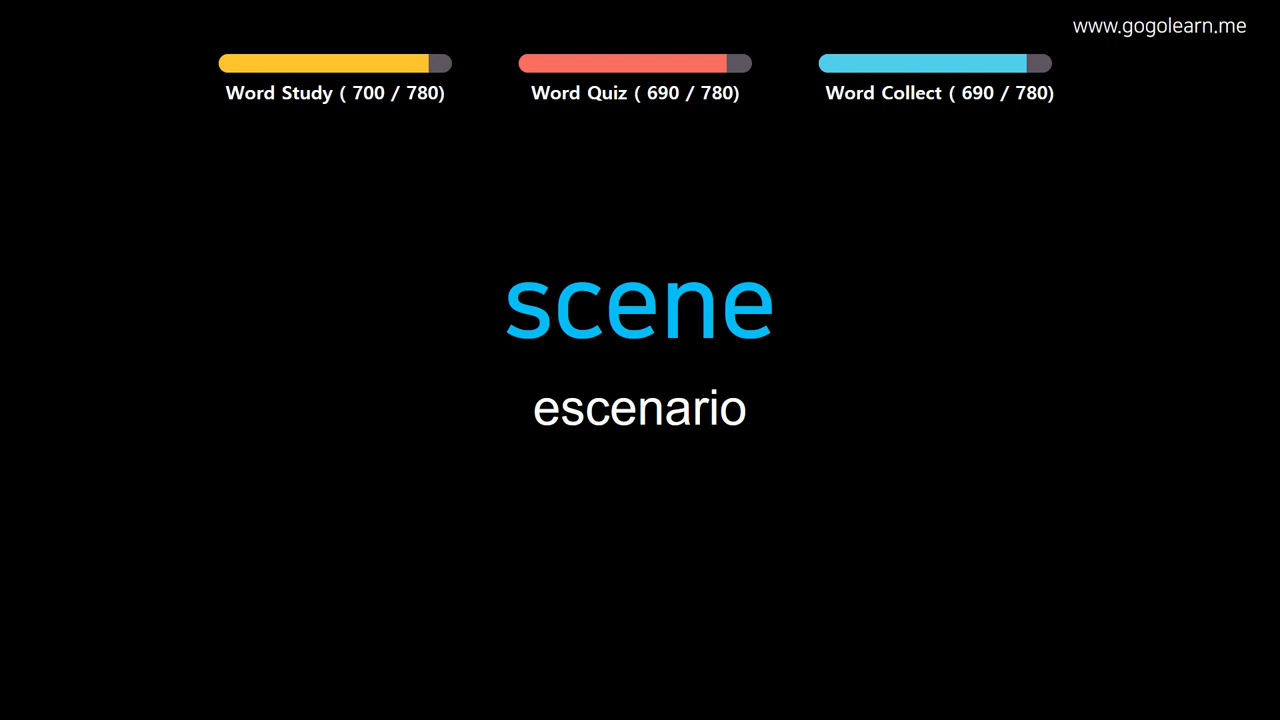 www.gogolearn.me
Word Study ( 700 / 780)
Word Quiz ( 690 / 780)
Word Collect ( 690 / 780)
scene
escenario